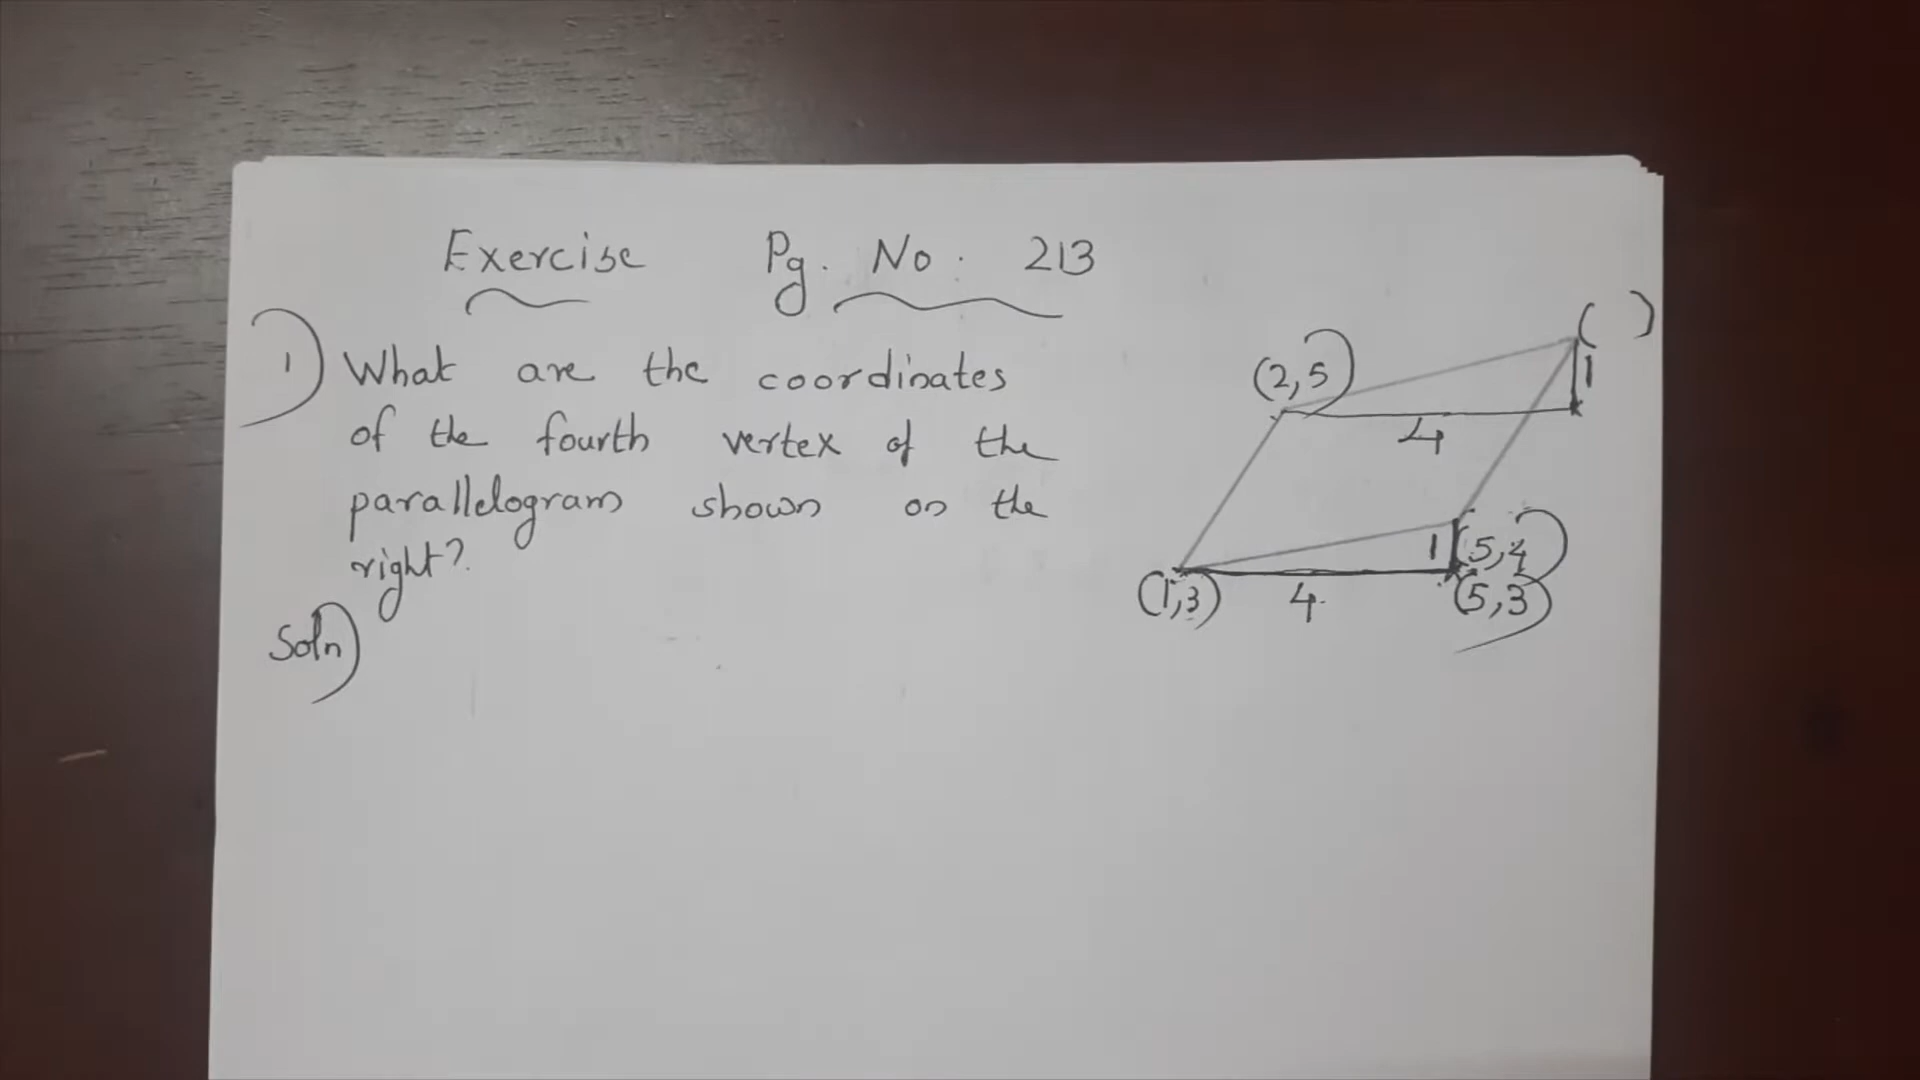 Exercise Pg. No. 213
1) What are the coordinates
of the fourth vertex of the
parallelogram shown on the
right?
Soln)
( )
(2,5)
1
4
1
(5,4)
(1,3)
4.
(5,3)